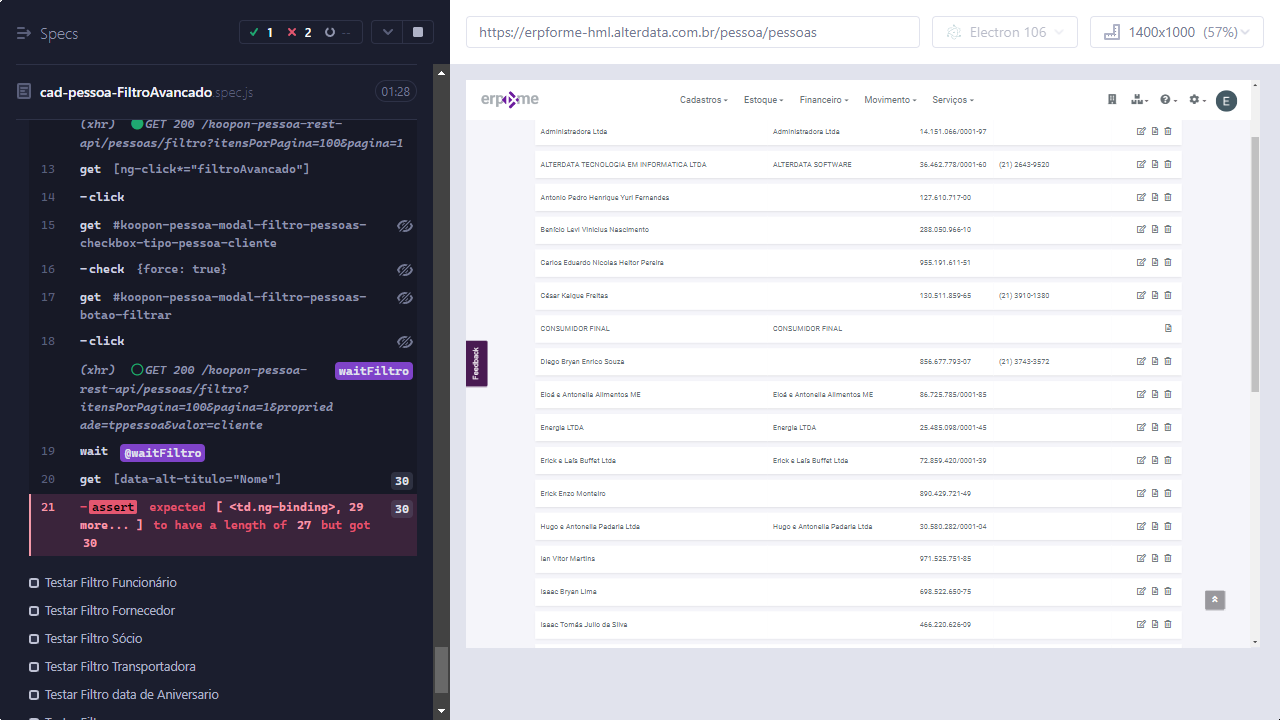 Specs
1
2
--
cad-pessoa-FiltroAvancado.spec.js
01:28
(xhr) GET 200 /koopon-pessoa-rest-
api/pessoas/filtro?itensPorPagina=100&pagina=1
13 get [ng-click*="filtroAvancado"]
14 -click
15 get #koopon-pessoa-modal-filtro-pessoas-
checkbox-tipo-pessoa-cliente
16 -check {force: true}
17 get #koopon-pessoa-modal-filtro-pessoas-
botao-filtrar
18 -click
(xhr) GET 200 /koopon-pessoa- waitFiltro
rest-api/pessoas/filtro?
itensPorPagina=100&pagina=1&propried
ade=tppessoa&valor=cliente
19 wait @waitFiltro
20 get [data-alt-titulo="Nome"] 30
21 -assert expected [ <td.ng-binding>, 29 30
more... ] to have a length of 27 but got
30
Testar Filtro Funcionário
Testar Filtro Fornecedor
Testar Filtro Sócio
Testar Filtro Transportadora
Testar Filtro data de Aniversario
https://erpforme-hml.alterdata.com.br/pessoa/pessoas
Electron 106
1400x1000 (57%)
Cadastros Estoque Financeiro Movimento Serviços
E
Administradora Ltda Administradora Ltda 14.151.066/0001-97
ALTERDATA TECNOLOGIA EM INFORMATICA LTDA ALTERDATA SOFTWARE 36.462.778/0001-60 (21) 2643-9520
Antonio Pedro Henrique Yuri Fernandes 127.610.717-00
Benício Levi Vinicius Nascimento 288.050.966-10
Carlos Eduardo Nicolas Heitor Pereira 955.191.611-51
César Kaique Freitas 130.511.859-65 (21) 3910-1380
CONSUMIDOR FINAL CONSUMIDOR FINAL
Diego Bryan Enrico Souza 856.677.793-07 (21) 3743-3572
Eloá e Antonella Alimentos ME Eloá e Antonella Alimentos ME 86.725.785/0001-85
Energia LTDA Energia LTDA 25.485.098/0001-45
Erick e Laís Buffet Ltda Erick e Laís Buffet Ltda 72.859.420/0001-39
Erick Enzo Monteiro 890.429.721-49
Hugo e Antonella Padaria Ltda Hugo e Antonella Padaria Ltda 30.580.282/0001-04
Ian Vitor Martins 971.525.751-85
Isaac Bryan Lima 698.522.650-75
Isaac Tomás Julio da Silva 466.220.626-09
Feedback